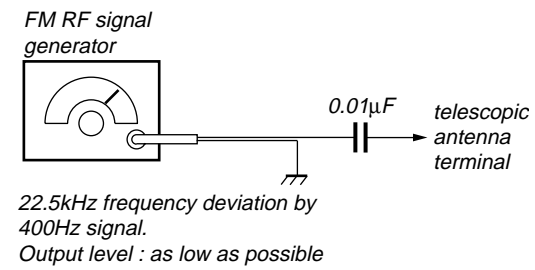 FM RF signal
generator
0.01μF
telescopic
antenna
terminal
22.5kHz frequency deviation by
400Hz signal.
Output level : as low as possible